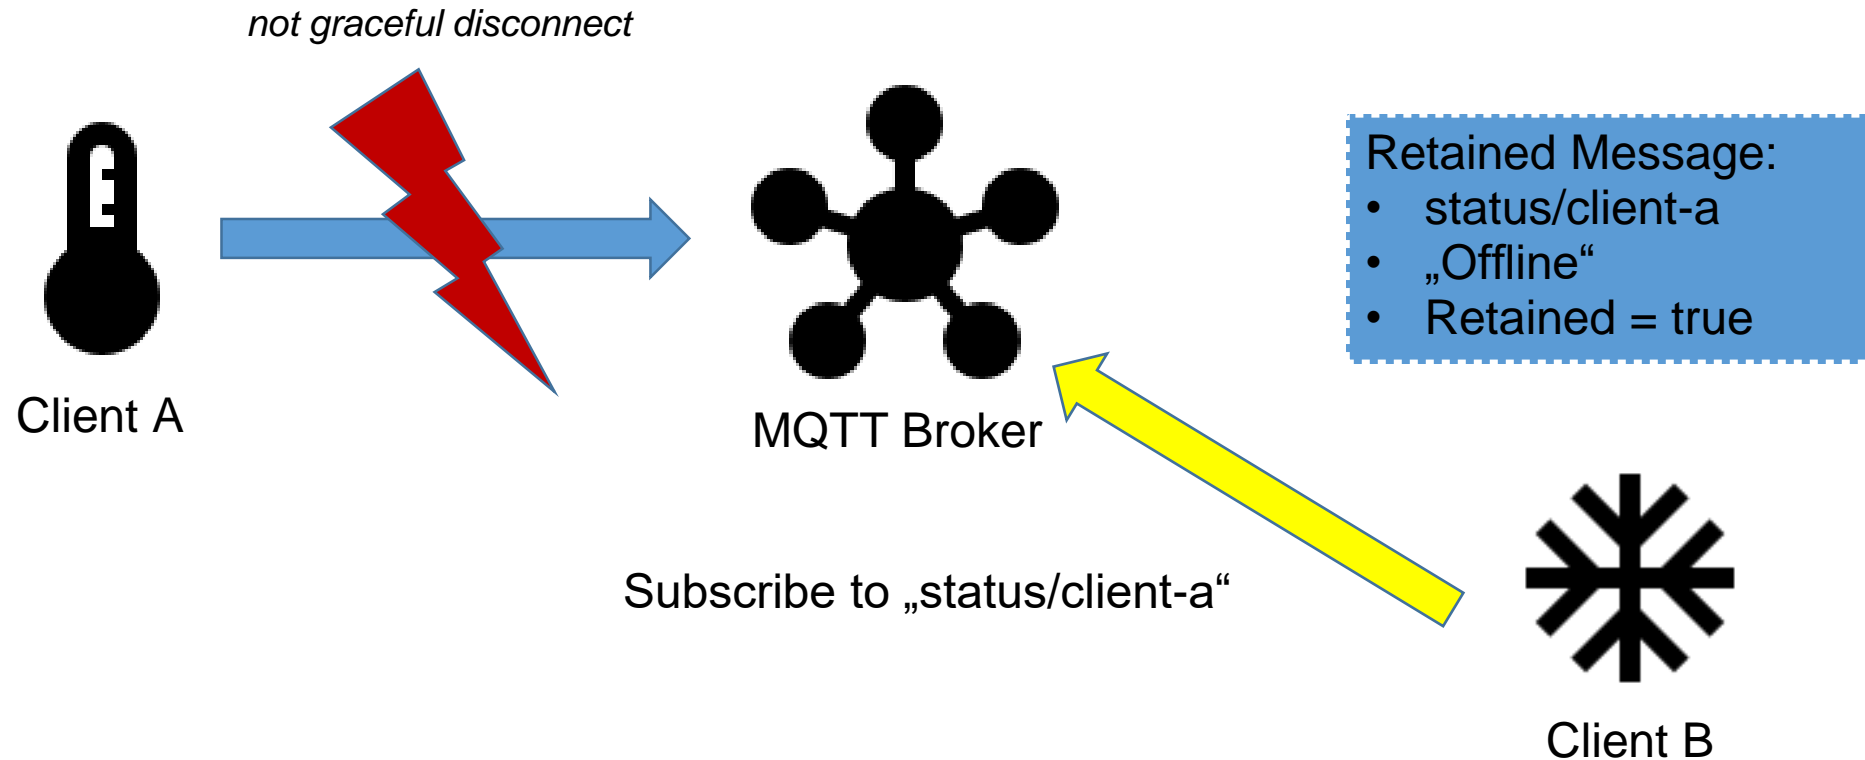 not graceful disconnect
Client A
MQTT Broker
Retained Message:
• status/client-a
• „Offline“
• Retained = true
Subscribe to „status/client-a“
Client B